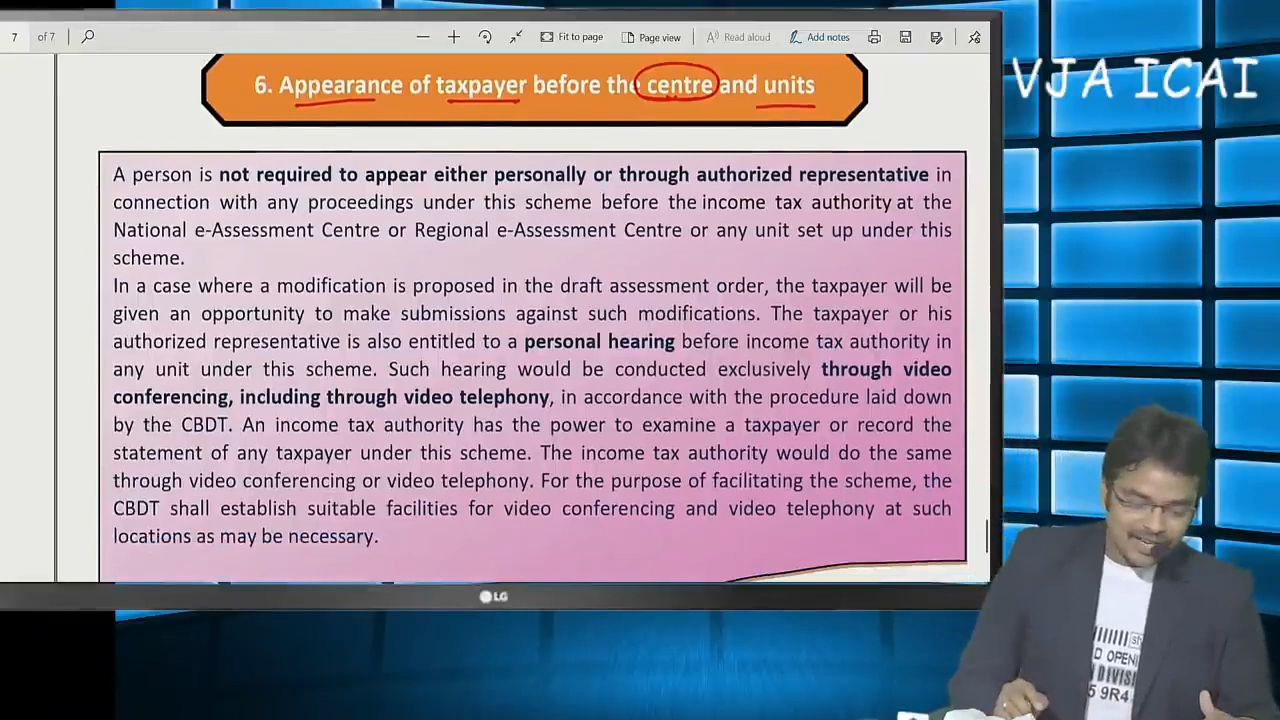 7 of 7
Fit to page
Page view
Read aloud
Add notes
VJA ICAI
6. Appearance of taxpayer before the centre and units
A person is not required to appear either personally or through authorized representative in
connection with any proceedings under this scheme before the income tax authority at the
National e-Assessment Centre or Regional e-Assessment Centre or any unit set up under this
scheme.
In a case where a modification is proposed in the draft assessment order, the taxpayer will be
given an opportunity to make submissions against such modifications. The taxpayer or his
authorized representative is also entitled to a personal hearing before income tax authority in
any unit under this scheme. Such hearing would be conducted exclusively through video
conferencing, including through video telephony, in accordance with the procedure laid down
by the CBDT. An income tax authority has the power to examine a taxpayer or record the
statement of any taxpayer under this scheme. The income tax authority would do the same
through video conferencing or video telephony. For the purpose of facilitating the scheme, the
CBDT shall establish suitable facilities for video conferencing and video telephony at such
locations as may be necessary.
LG
D OPENI
DIVISI
5 9R4